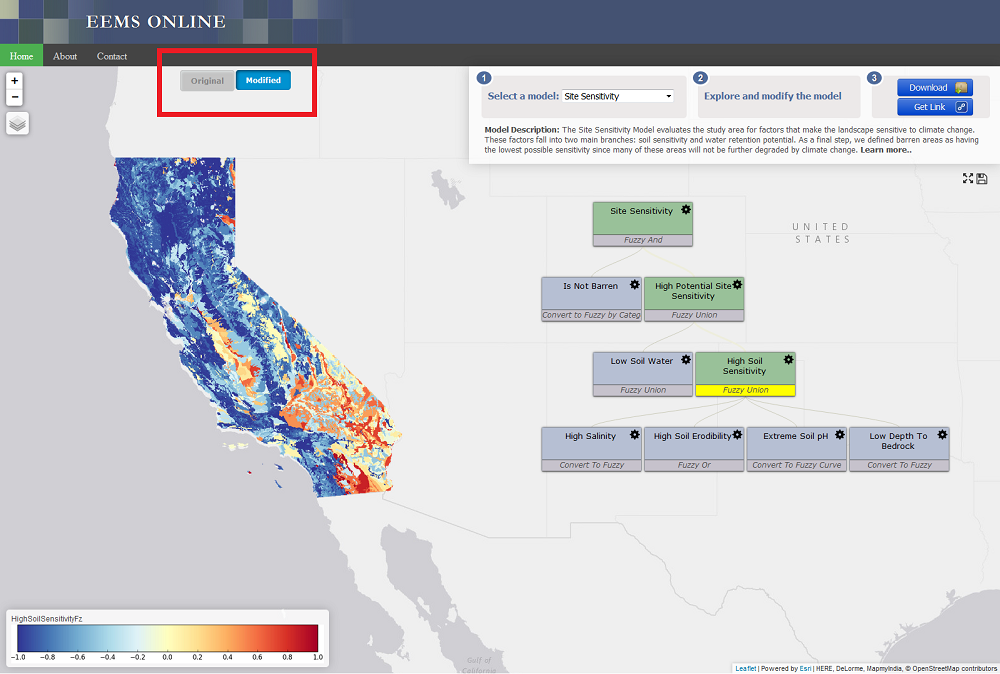 EEMS ONLINE
Home About Contact
Original Modified
+
−
1 2 3
Select a model: Site Sensitivity
Explore and modify the model
Download
Get Link
Model Description: The Site Sensitivity Model evaluates the study area for factors that make the landscape sensitive to climate change.
These factors fall into two main branches: soil sensitivity and water retention potential. As a final step, we defined barren areas as having
the lowest possible sensitivity since many of these areas will not be further degraded by climate change. Learn more..
UNITED
STATES
Site Sensitivity
Fuzzy And
Is Not Barren
Convert to Fuzzy by Categ
High Potential Site
Sensitivity
Fuzzy Union
Low Soil Water
Fuzzy Union
High Soil
Sensitivity
Fuzzy Union
High Salinity
Convert To Fuzzy
High Soil Erodibility
Fuzzy Or
Extreme Soil pH
Convert To Fuzzy Curve
Low Depth To
Bedrock
Convert To Fuzzy
HighSoilSensitivityFz
−1.0 −0.8 −0.6 −0.4 −0.2 0.0 0.2 0.4 0.6 0.8 1.0
Gulf of
California
Leaflet | Powered by Esri | HERE, DeLorme, MapmyIndia, © OpenStreetMap contributors